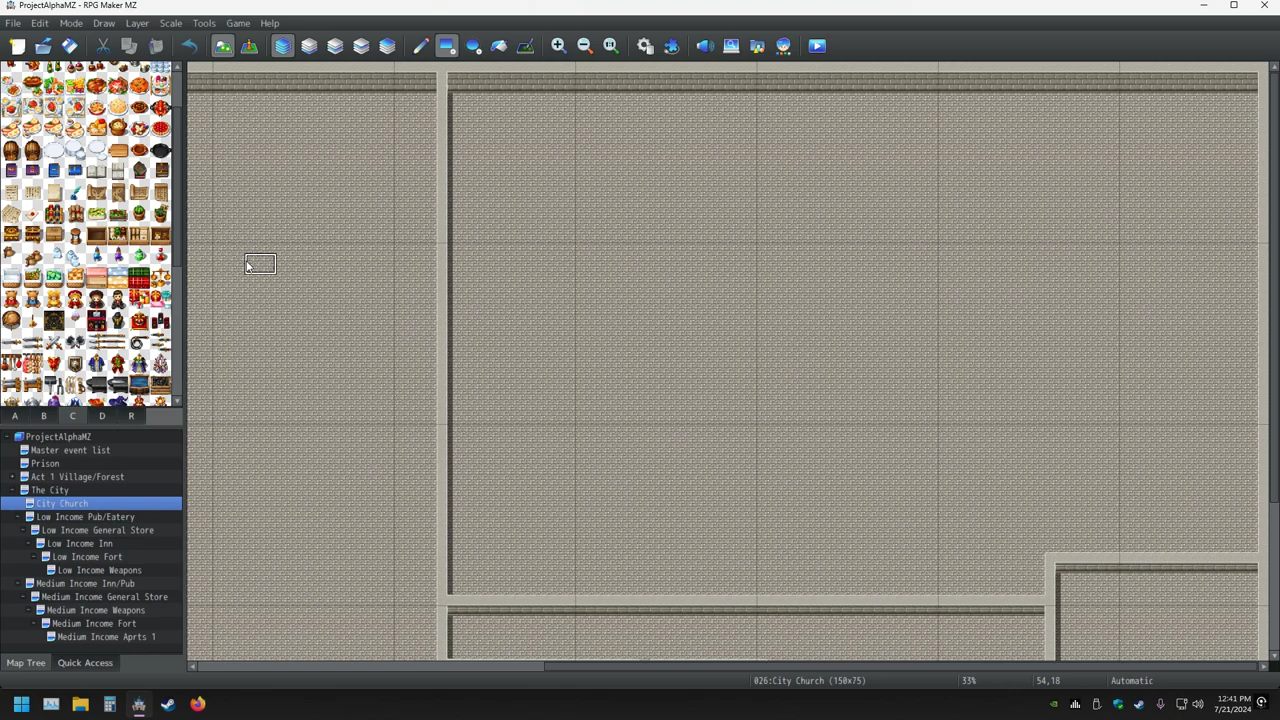 ProjectAlphaMZ - RPG Maker MZ
File Edit Mode Draw Layer Scale Tools Game Help
A B C D R
ProjectAlphaMZ
Master event list
Prison
Act 1 Village/Forest
The City
City Church
Low Income Pub/Eatery
Low Income General Store
Low Income Inn
Low Income Fort
Low Income Weapons
Medium Income Inn/Pub
Medium Income General Store
Medium Income Weapons
Medium Income Fort
Medium Income Aprts 1
Map Tree Quick Access
026:City Church (150x75) 33% 54,18 Automatic
12:41 PM
7/21/2024